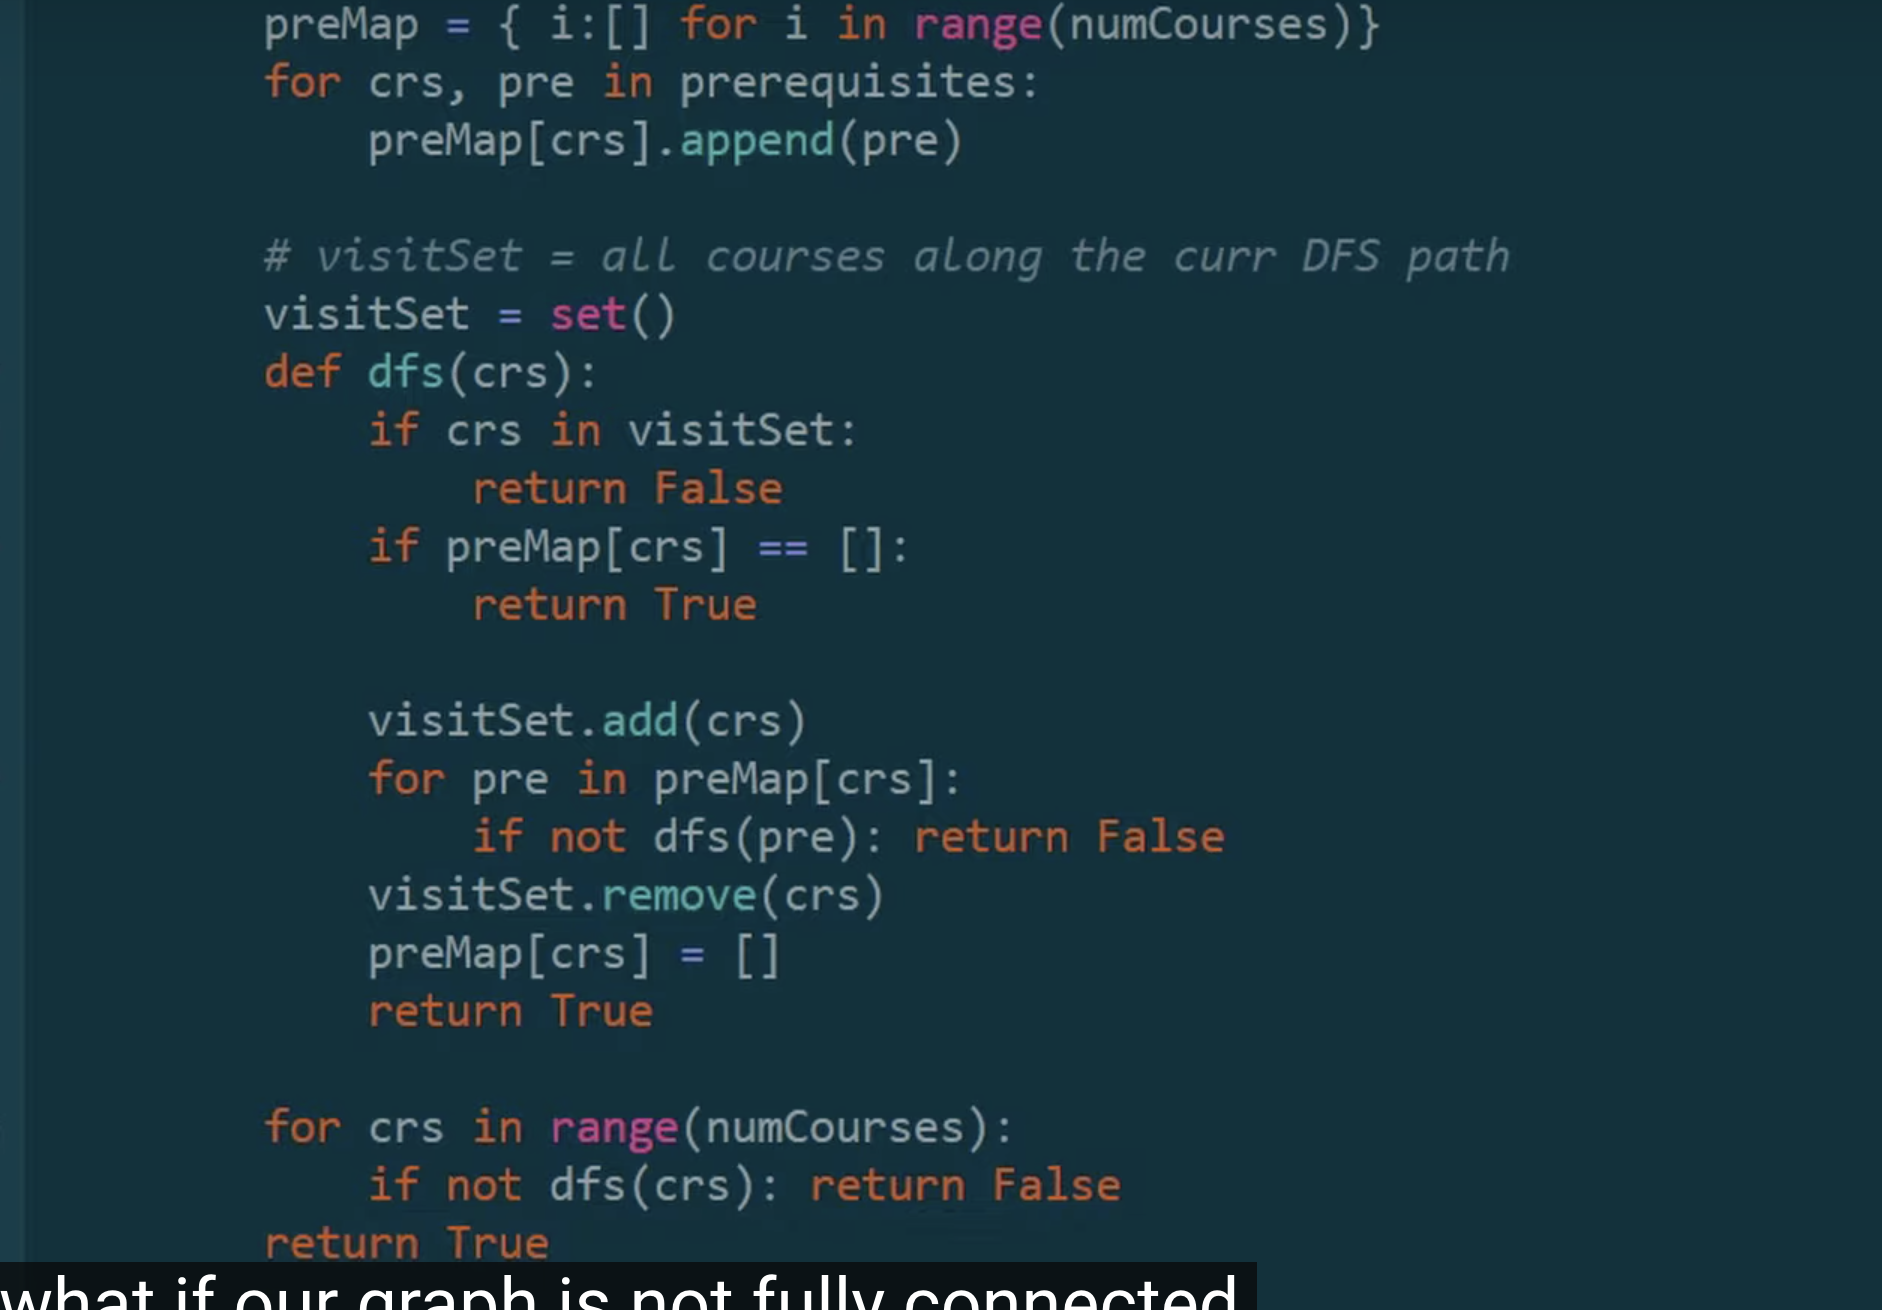 preMap = { i:[] for i in range(numCourses)}
for crs, pre in prerequisites:
    preMap[crs].append(pre)

# visitSet = all courses along the curr DFS path
visitSet = set()
def dfs(crs):
    if crs in visitSet:
        return False
    if preMap[crs] == []:
        return True

    visitSet.add(crs)
    for pre in preMap[crs]:
        if not dfs(pre): return False
    visitSet.remove(crs)
    preMap[crs] = []
    return True

for crs in range(numCourses):
    if not dfs(crs): return False
return True
what if our graph is not fully connected